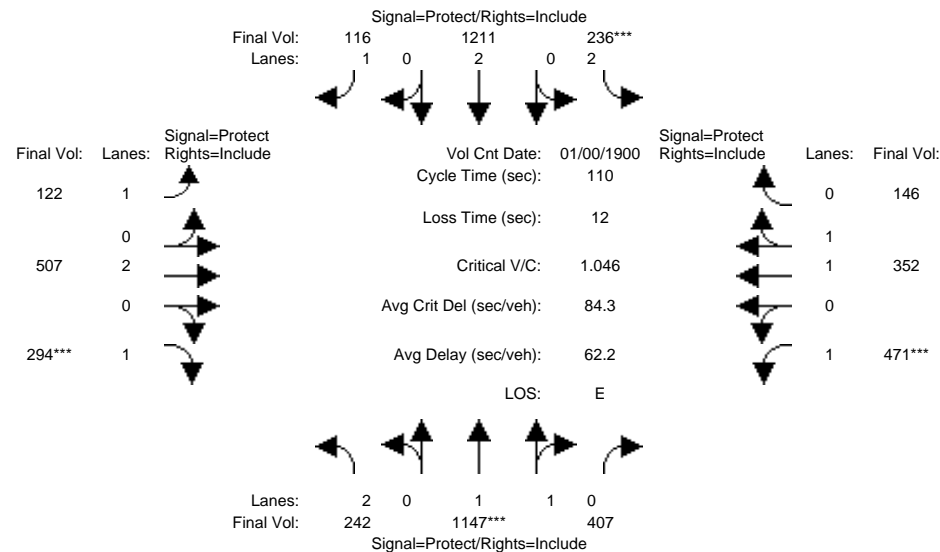 Signal=Protect/Rights=Include
Final Vol: 116 1211 236***
Lanes: 1 0 2 0 2
Signal=Protect Signal=Protect
Final Vol: Lanes: Rights=Include Vol Cnt Date: 01/00/1900 Rights=Include Lanes: Final Vol:
Cycle Time (sec): 110
122 1 0 146
Loss Time (sec): 12
0 1
507 2 Critical V/C: 1.046 1 352
0 Avg Crit Del (sec/veh): 84.3 0
294*** 1 Avg Delay (sec/veh): 62.2 1 471***
LOS: E
Lanes: 2 0 1 1 0
Final Vol: 242 1147*** 407
Signal=Protect/Rights=Include